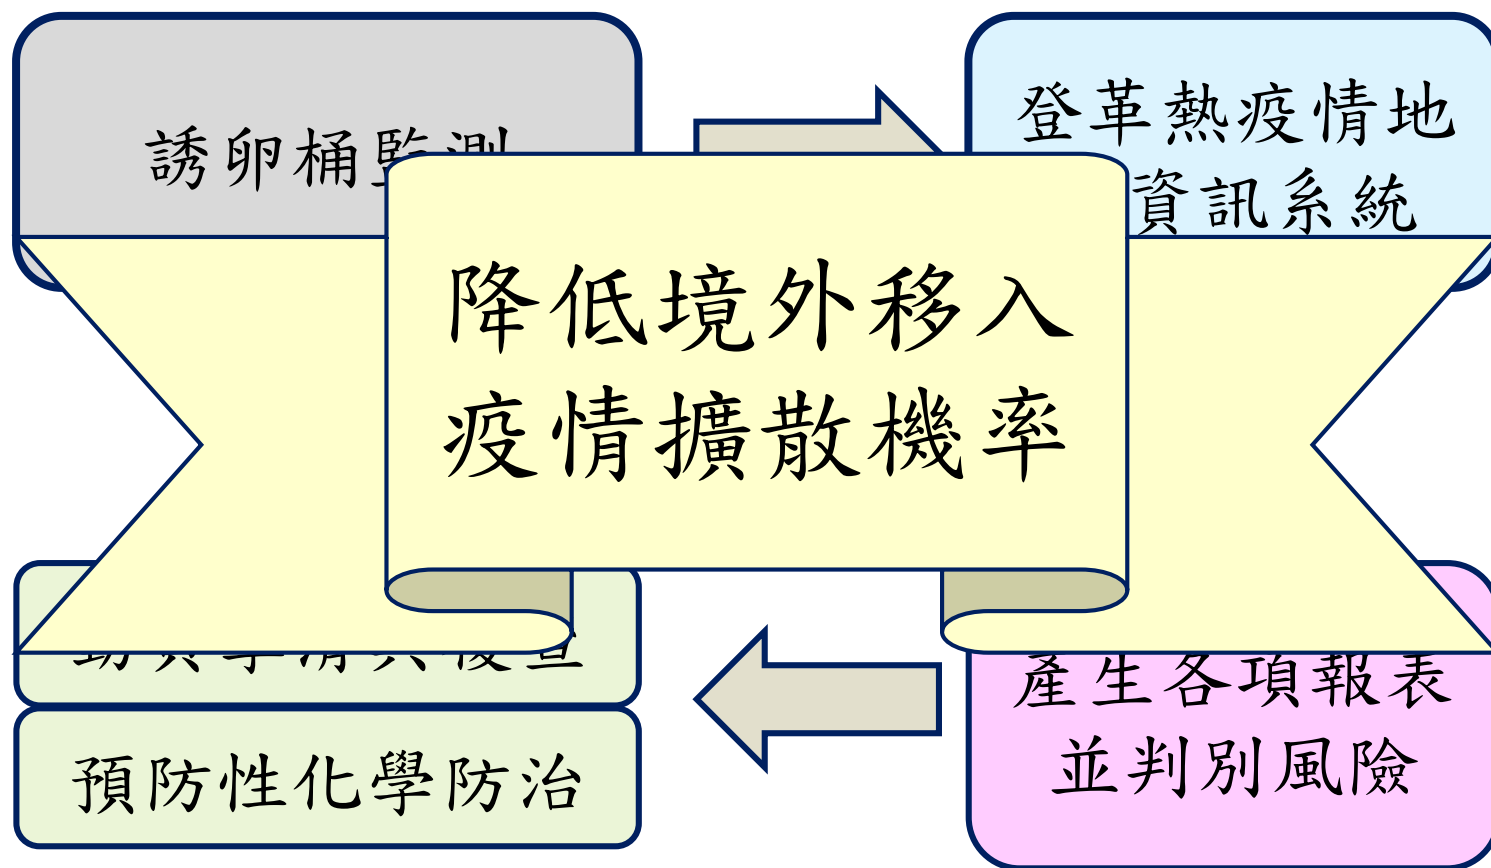 誘卵桶監測
登革熱疫情地
資訊系統
降低境外移入
疫情擴散機率
產生各項報表
並判別風險
預防性化學防治